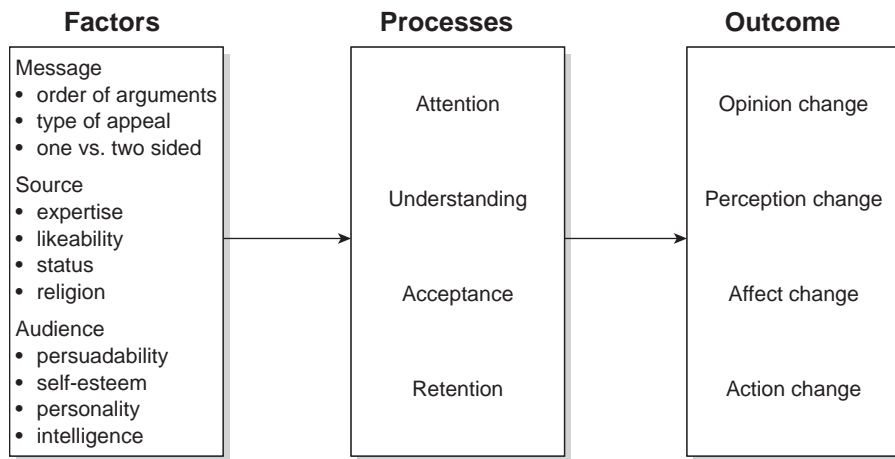 Factors
Message
• order of arguments
• type of appeal
• one vs. two sided
Source
• expertise
• likeability
• status
• religion
Audience
• persuadability
• self-esteem
• personality
• intelligence
Processes
Attention
Understanding
Acceptance
Retention
Outcome
Opinion change
Perception change
Affect change
Action change